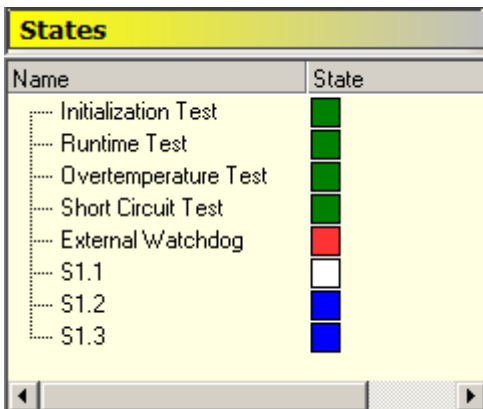 States
Name State
Initialization Test
Runtime Test
Overtemperature Test
Short Circuit Test
External Watchdog
S1.1
S1.2
S1.3